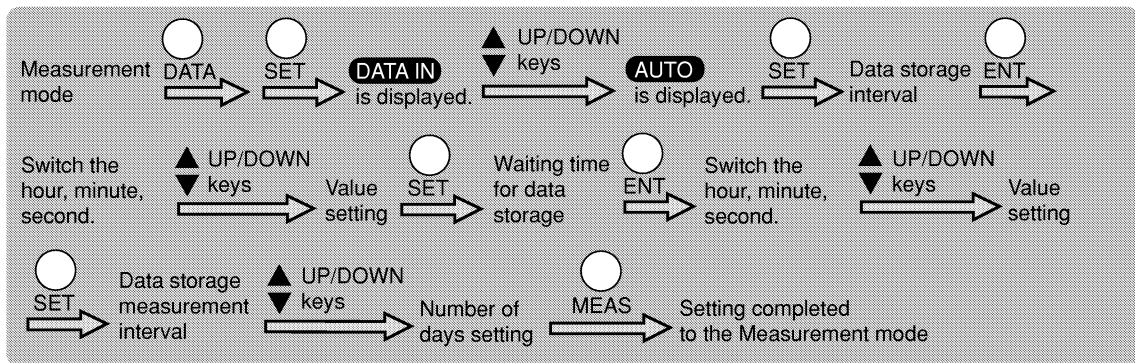 UP/DOWN
keys
Measurement
mode
DATA
SET
DATA IN
is displayed.
AUTO
is displayed.
SET
Data storage
interval
ENT
Switch the
hour, minute,
second.
UP/DOWN
keys
Value
setting
SET
Waiting time
for data
storage
ENT
Switch the
hour, minute,
second.
UP/DOWN
keys
Value
setting
SET
Data storage
measurement
interval
UP/DOWN
keys
Number of
days setting
MEAS
Setting completed
to the Measurement mode